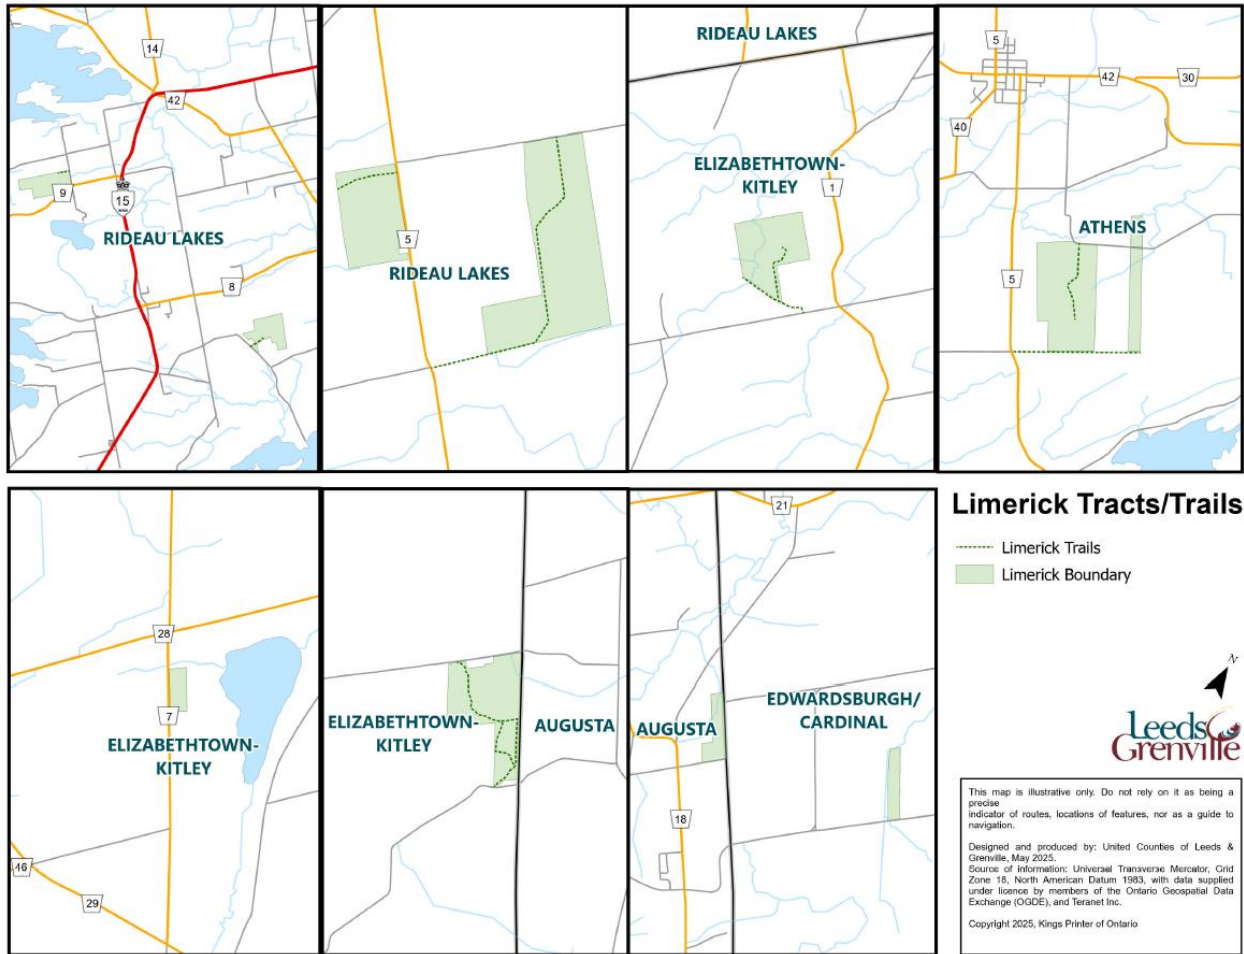 14
42
9
15
RIDEAU LAKES
8
5
RIDEAU LAKES
RIDEAU LAKES
ELIZABETHTOWN-
KITLEY
1
5
42
30
40
ATHENS
5
28
7
ELIZABETHTOWN-
KITLEY
46
29
ELIZABETHTOWN-
KITLEY
AUGUSTA
21
AUGUSTA
EDWARDSBURGH/
CARDINAL
18
Limerick Tracts/Trails
Limerick Trails
Limerick Boundary
N
Leeds
Grenville
This map is illustrative only. Do not rely on it as being a
precise
indicator of routes, locations of features, nor as a guide to
navigation.
Designed and produced by: United Counties of Leeds &
Grenville, May 2025.
Source of information: Universal Transverse Mercator, Grid
Zone 18, North American Datum 1983, with data supplied
under licence by members of the Ontario Geospatial Data
Exchange (OGDE), and Teranet Inc.
Copyright 2025, Kings Printer of Ontario